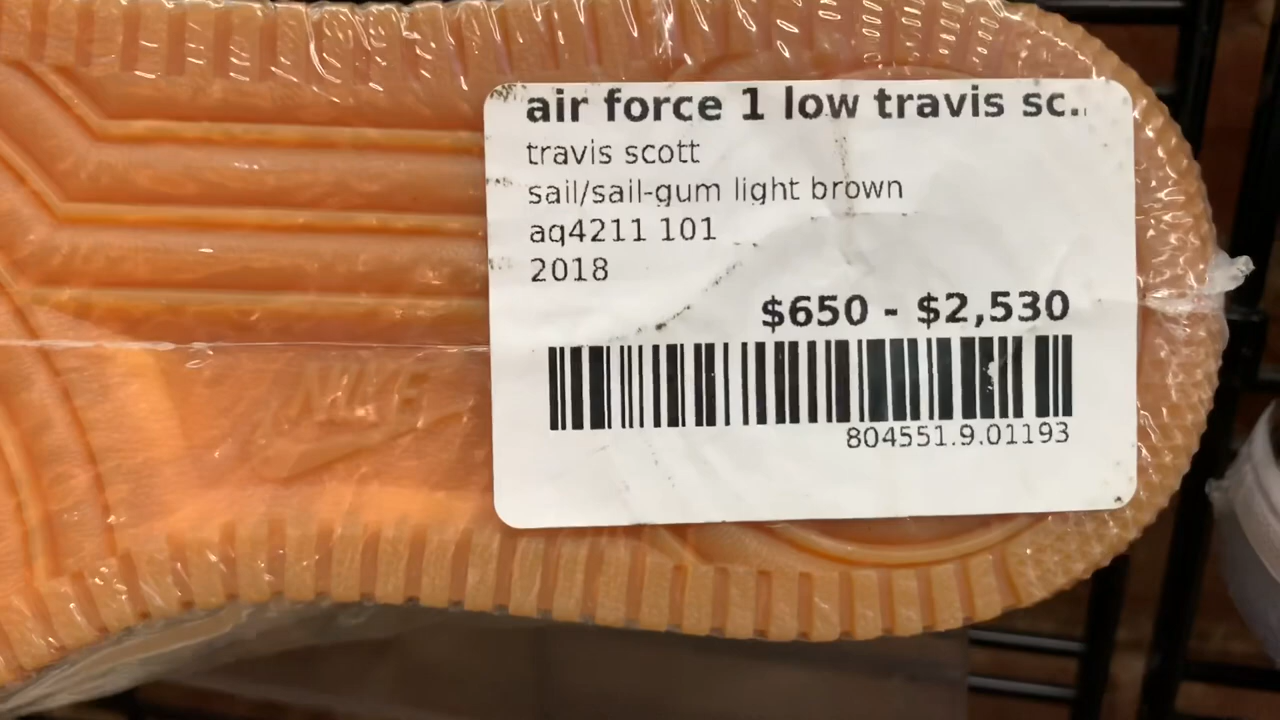 air force 1 low travis sc..
travis scott
sail/sail-gum light brown
aq4211 101
2018
$650 - $2,530
804551.9.01193
NIKE